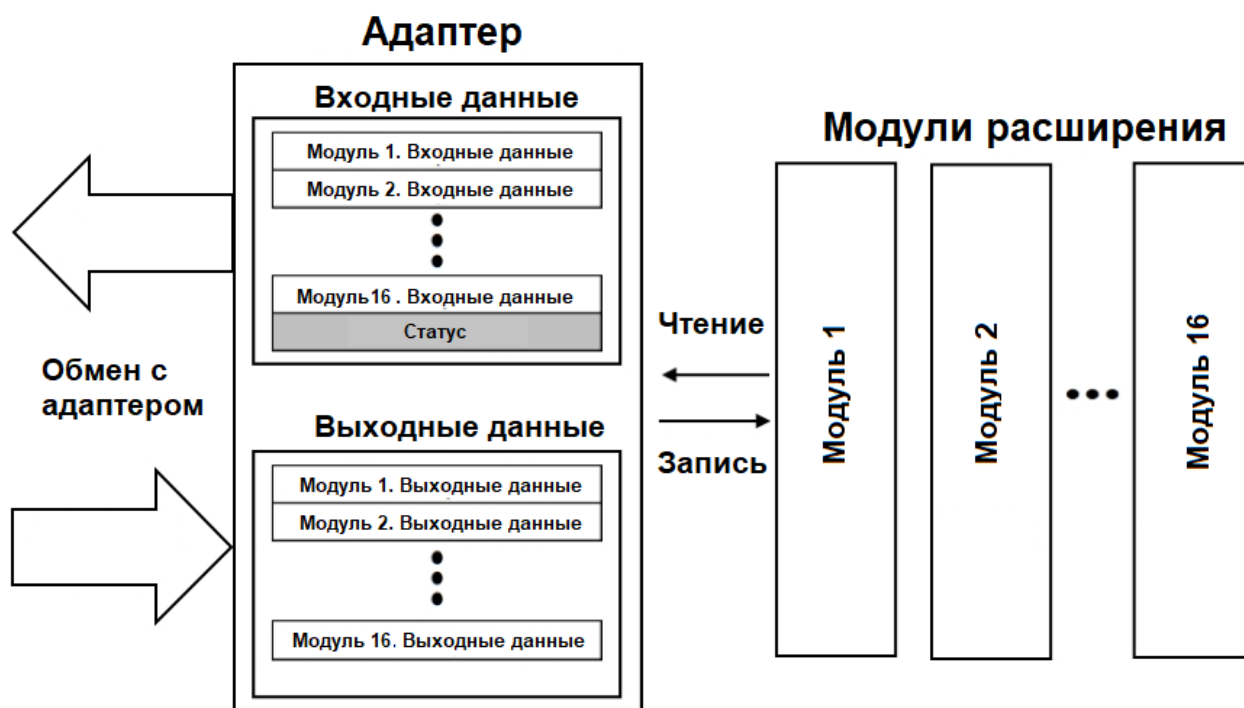 Адаптер
Входные данные
Модуль 1. Входные данные
Модуль 2. Входные данные
Модуль16 . Входные данные
Статус
Обмен с
адаптером
Выходные данные
Модуль 1. Выходные данные
Модуль 2. Выходные данные
Модуль 16. Выходные данные
Чтение
Запись
Модули расширения
Модуль 1
Модуль 2
Модуль 16